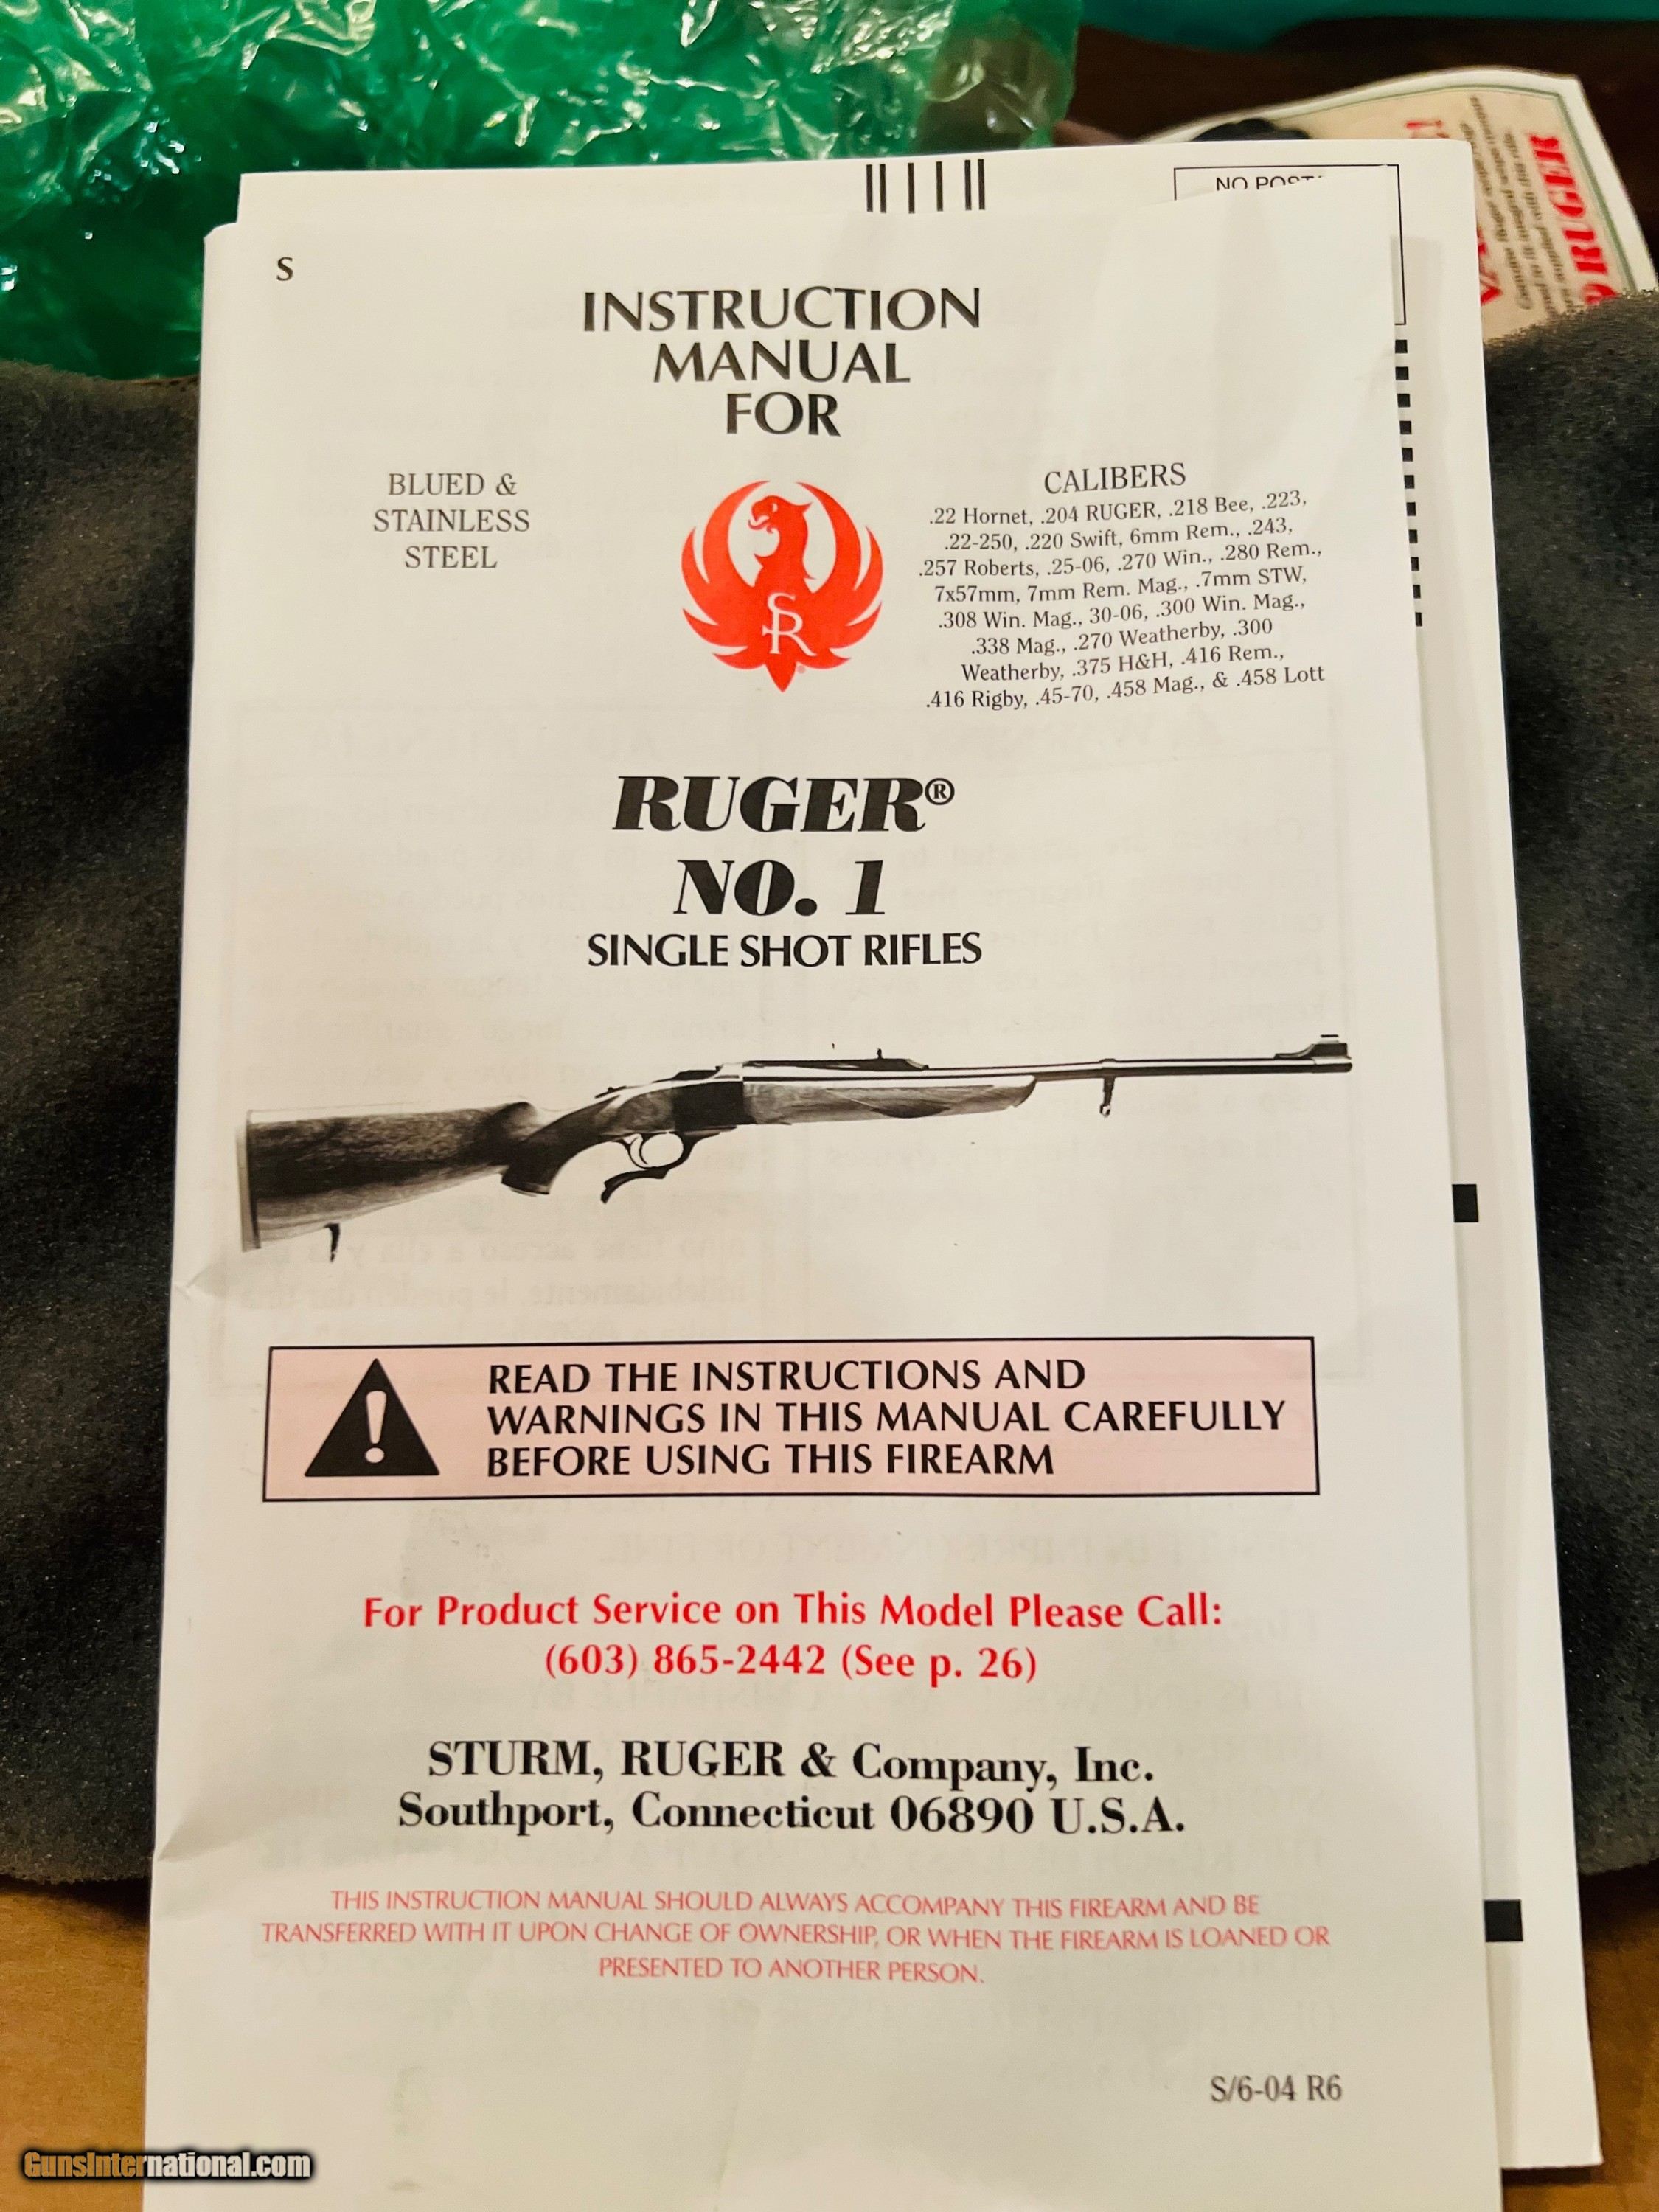 NO POST
S
INSTRUCTION
MANUAL
FOR
BLUED &
STAINLESS
STEEL
SR
CALIBERS
.22 Hornet, .204 RUGER, .218 Bee, .223,
.22-250, .220 Swift, 6mm Rem., .243,
.257 Roberts, .25-06, .270 Win., .280 Rem.,
7x57mm, 7mm Rem. Mag., .7mm STW,
.308 Win. Mag., 30-06, .300 Win. Mag.,
.338 Mag., .270 Weatherby, .300
Weatherby, .375 H&H, .416 Rem.,
.416 Rigby, .45-70, .458 Mag., & .458 Lott
RUGER®
NO. 1
SINGLE SHOT RIFLES
READ THE INSTRUCTIONS AND
WARNINGS IN THIS MANUAL CAREFULLY
BEFORE USING THIS FIREARM
For Product Service on This Model Please Call:
(603) 865-2442 (See p. 26)
STURM, RUGER & Company, Inc.
Southport, Connecticut 06890 U.S.A.
THIS INSTRUCTION MANUAL SHOULD ALWAYS ACCOMPANY THIS FIREARM AND BE
TRANSFERRED WITH IT UPON CHANGE OF OWNERSHIP, OR WHEN THE FIREARM IS LOANED OR
PRESENTED TO ANOTHER PERSON.
S/6-04 R6
RUGER
GunsInternational.com